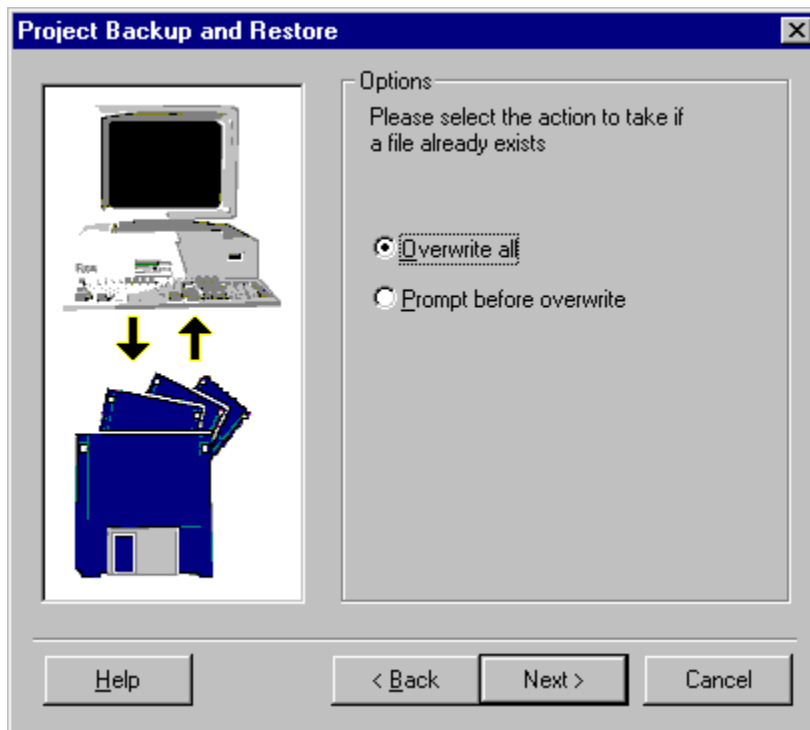 Project Backup and Restore
Options
Please select the action to take if
a file already exists
Overwrite all
Prompt before overwrite
Help
< Back
Next >
Cancel